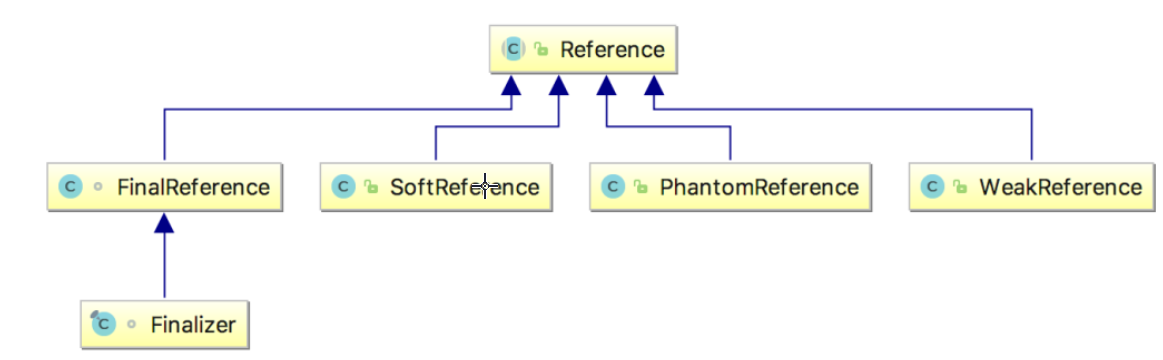 C Reference
C FinalReference
C SoftReference
C PhantomReference
C WeakReference
C Finalizer